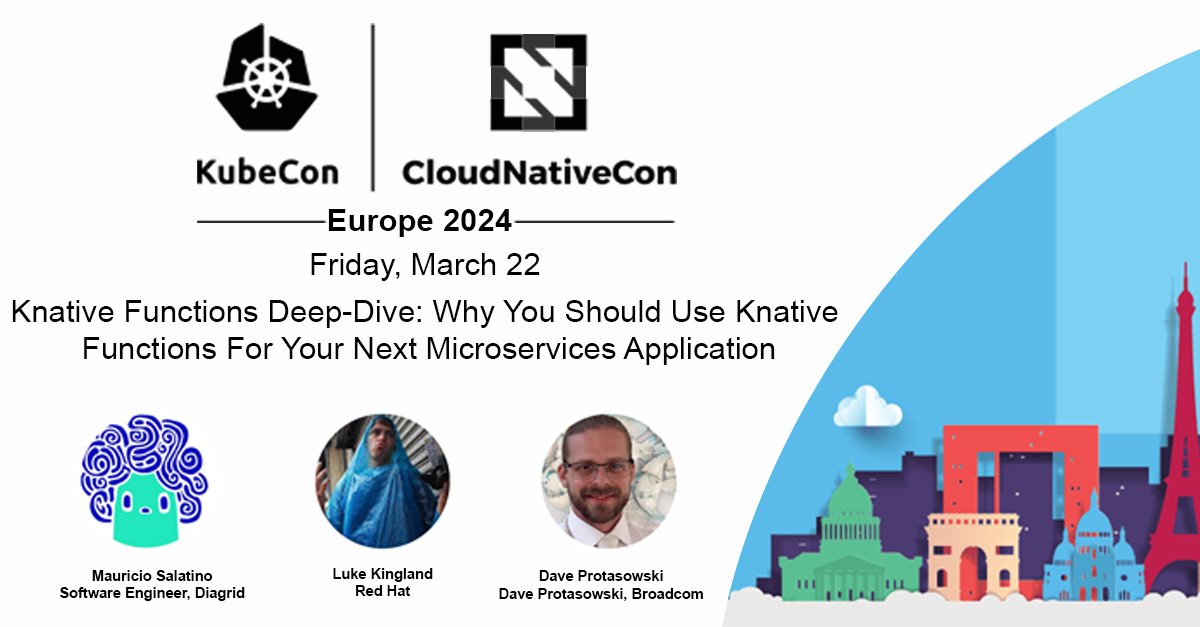 KubeCon
CloudNativeCon
Europe 2024
Friday, March 22
Knative Functions Deep-Dive: Why You Should Use Knative
Functions For Your Next Microservices Application
Mauricio Salatino
Software Engineer, Diagrid
Luke Kingland
Red Hat
Dave Protasowski
Dave Protasowski, Broadcom